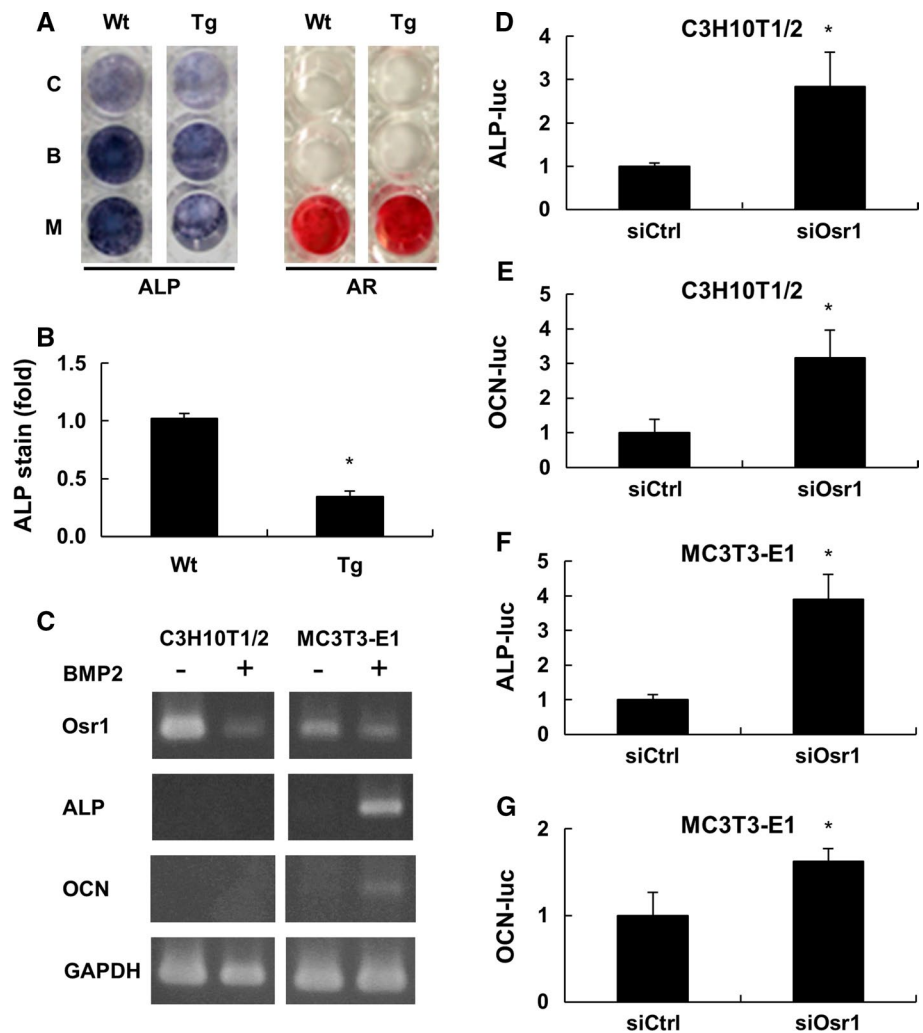 A
Wt Tg
Wt Tg
C
B
M
ALP
AR
B
ALP stain (fold)
1.5
1.0
0.5
0.0
*
Wt Tg
C
C3H10T1/2 MC3T3-E1
BMP2 - + - +
Osr1
ALP
OCN
GAPDH
D
C3H10T1/2
ALP-luc
4
3
2
1
0
*
siCtrl siOsr1
E
C3H10T1/2
OCN-luc
5
4
3
2
1
0
*
siCtrl siOsr1
F
MC3T3-E1
ALP-luc
5
4
3
2
1
0
*
siCtrl siOsr1
G
MC3T3-E1
OCN-luc
2
1
0
*
siCtrl siOsr1